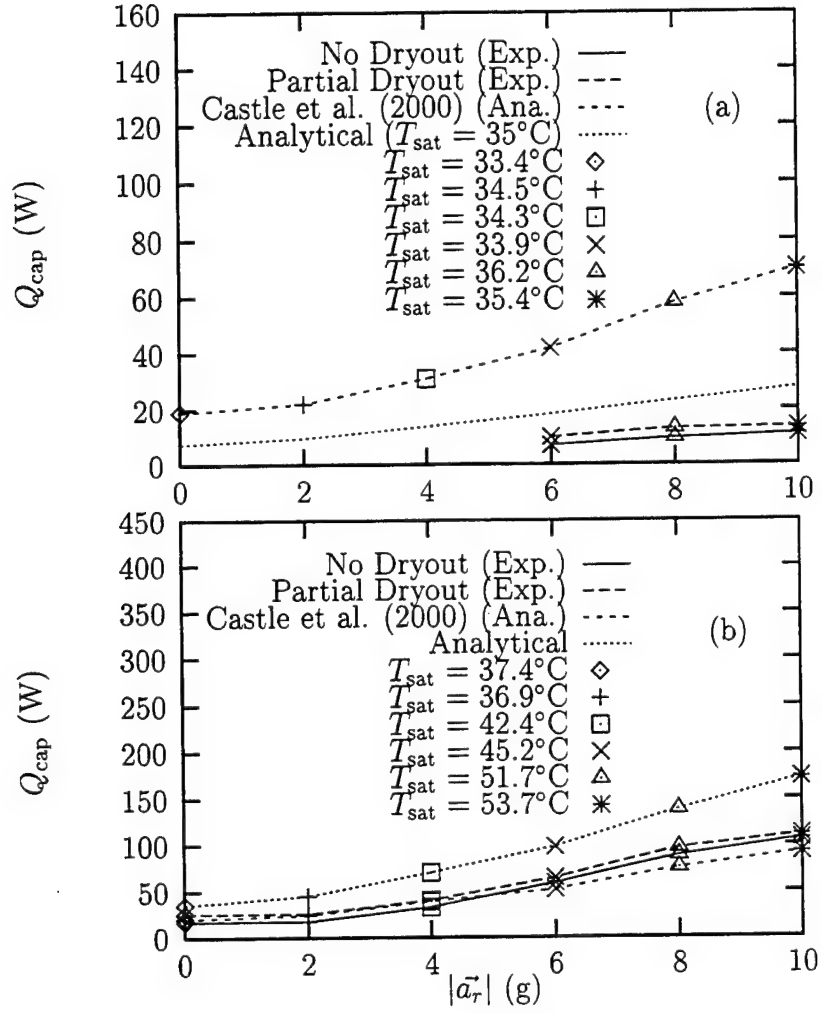 160
140
120
100
80
60
40
20
0
Q_cap (W)
No Dryout (Exp.)
Partial Dryout (Exp.)
Castle et al. (2000) (Ana.)
Analytical (T_sat = 35°C)
T_sat = 33.4°C
T_sat = 34.5°C
T_sat = 34.3°C
T_sat = 33.9°C
T_sat = 36.2°C
T_sat = 35.4°C
(a)
0 2 4 6 8 10
450
400
350
300
250
200
150
100
50
0
Q_cap (W)
No Dryout (Exp.)
Partial Dryout (Exp.)
Castle et al. (2000) (Ana.)
Analytical
T_sat = 37.4°C
T_sat = 36.9°C
T_sat = 42.4°C
T_sat = 45.2°C
T_sat = 51.7°C
T_sat = 53.7°C
(b)
0 2 4 6 8 10
|a⃗_r| (g)